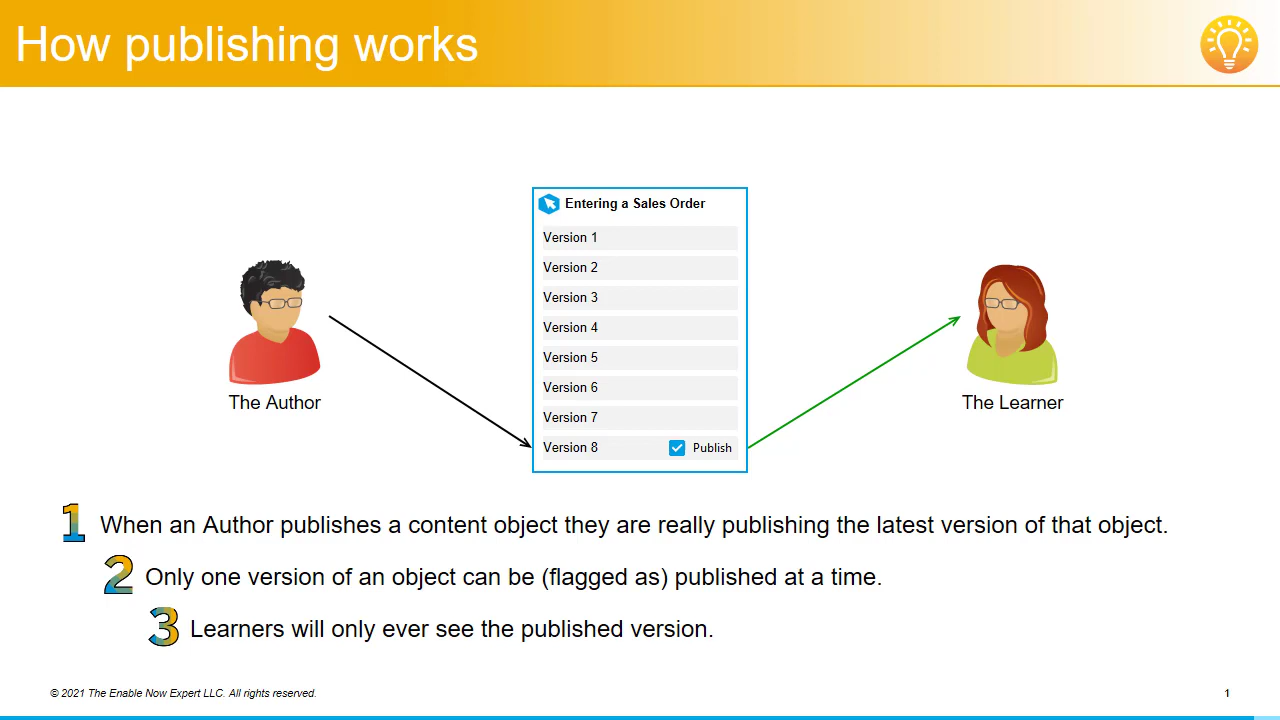 How publishing works
Entering a Sales Order
Version 1
Version 2
Version 3
Version 4
Version 5
Version 6
Version 7
Version 8 Publish
The Author
The Learner
1 When an Author publishes a content object they are really publishing the latest version of that object.
2 Only one version of an object can be (flagged as) published at a time.
3 Learners will only ever see the published version.
© 2021 The Enable Now Expert LLC. All rights reserved.
1